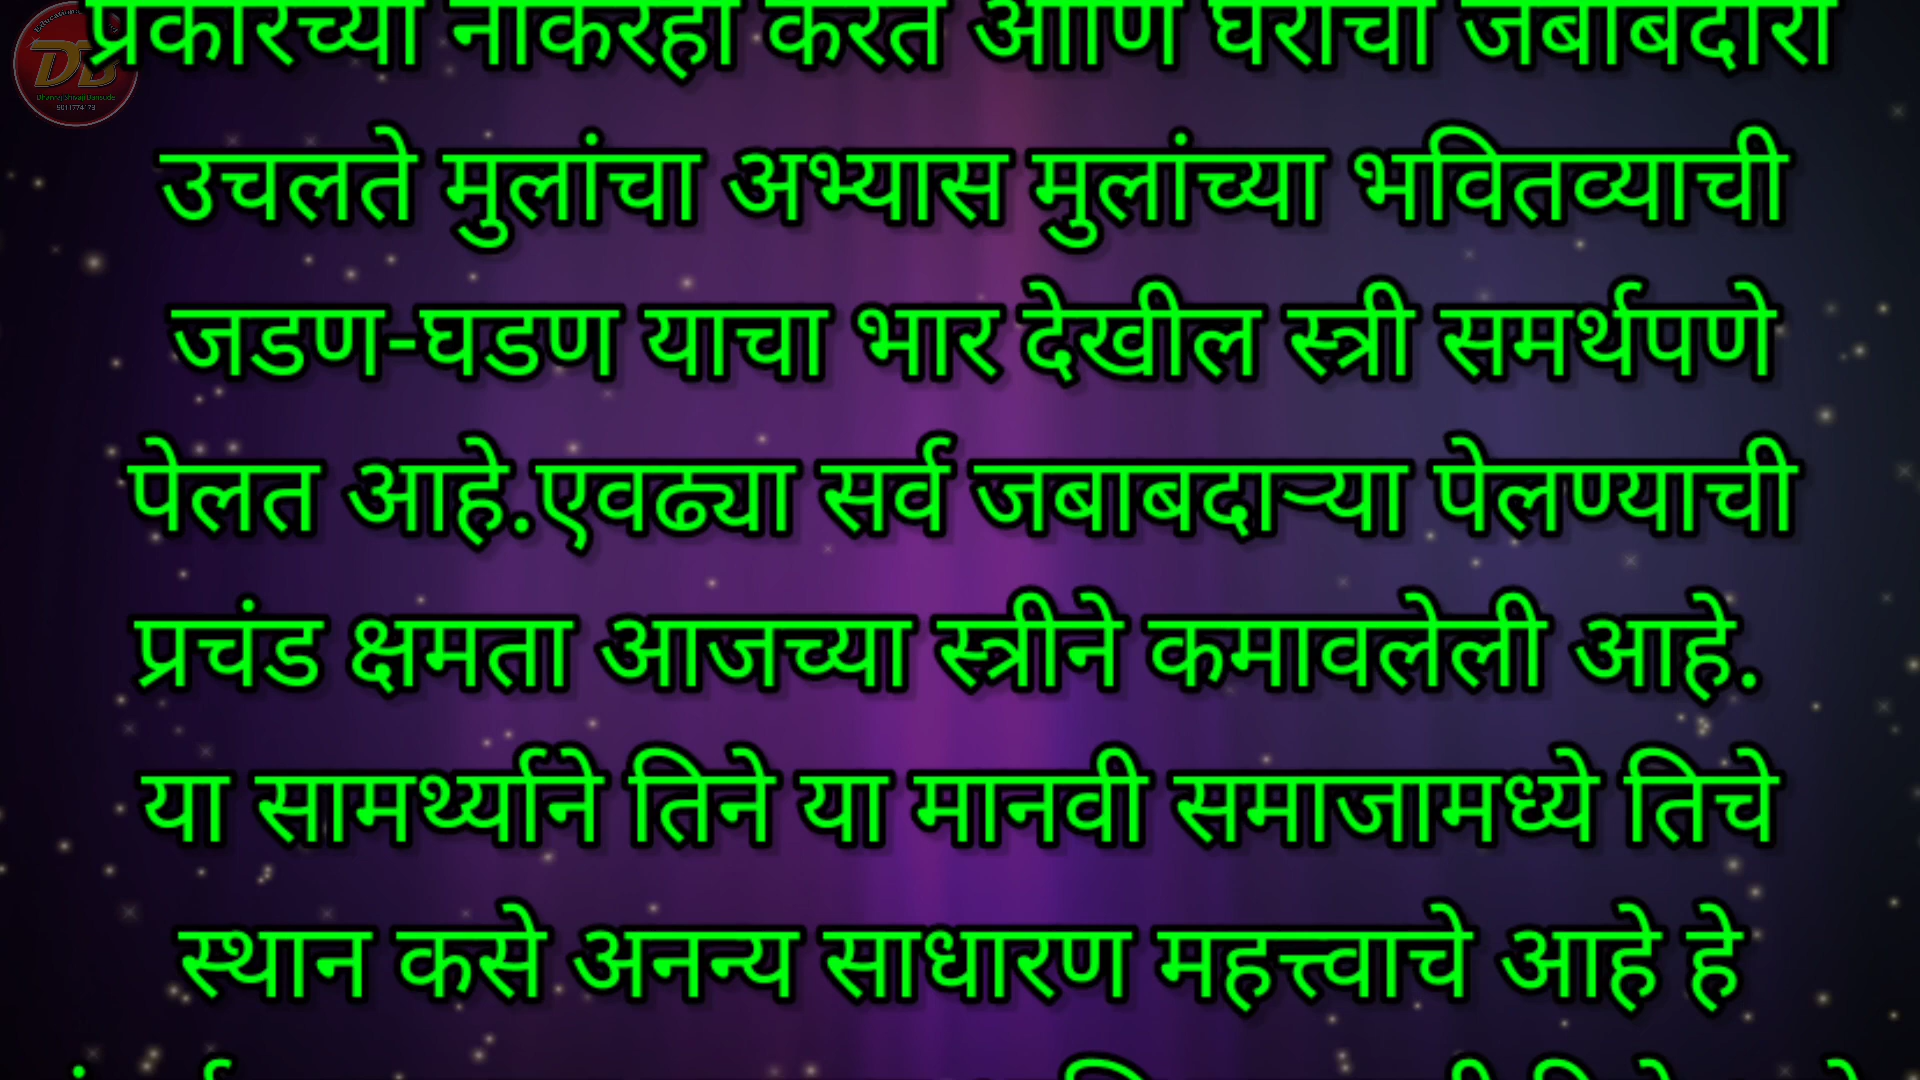 प्रकारच्या नोकरही करत आणि घराची जबाबदारी
उचलते मुलांचा अभ्यास मुलांच्या भवितव्याची
जडण-घडण याचा भार देखील स्त्री समर्थपणे
पेलत आहे.एवढ्या सर्व जबाबदाऱ्या पेलण्याची
प्रचंड क्षमता आजच्या स्त्रीने कमावलेली आहे.
या सामर्थ्याने तिने या मानवी समाजामध्ये तिचे
स्थान कसे अनन्य साधारण महत्त्वाचे आहे हे